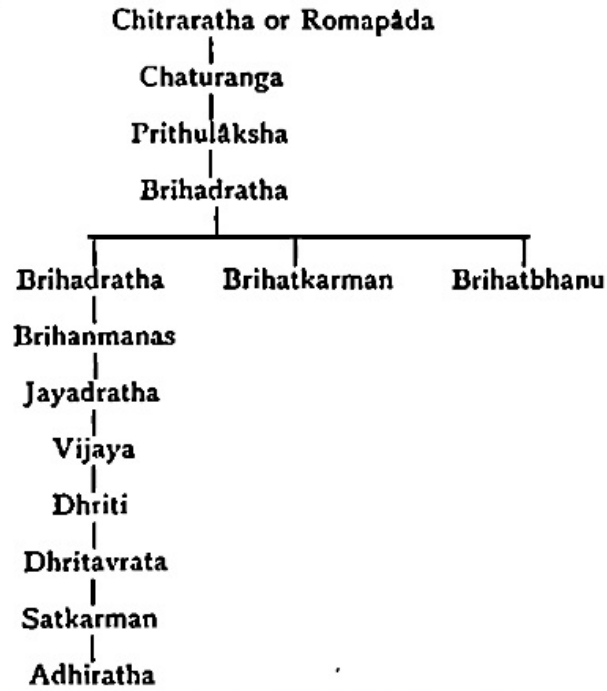 Chitraratha or Romapâda
Chaturanga
Prithulâksha
Brihadratha
Brihadratha Brihatkarman Brihatbhanu
Brihanmanas
Jayadratha
Vijaya
Dhriti
Dhritavrata
Satkarman
Adhiratha